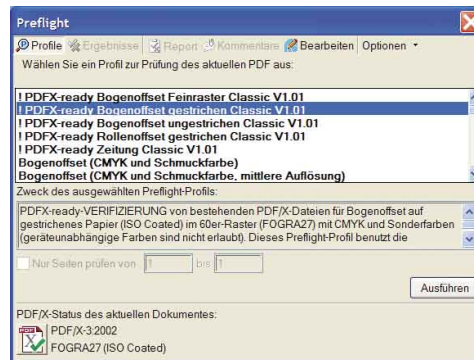 Preflight
Profile Ergebnisse Report Kommentare Bearbeiten Optionen
Wählen Sie ein Profil zur Prüfung des aktuellen PDF aus:
! PDFX-ready Bogenoffset Feinraster Classic V1.01
! PDFX-ready Bogenoffset gestrichen Classic V1.01
! PDFX-ready Bogenoffset ungestrichen Classic V1.01
! PDFX-ready Rollenoffset gestrichen Classic V1.01
! PDFX-ready Zeitung Classic V1.01
Bogenoffset (CMYK und Schmuckfarbe)
Bogenoffset (CMYK und Schmuckfarbe, mittlere Auflösung)
Zweck des ausgewählten Preflight-Profils:
PDFX-ready-VERIFIZIERUNG von bestehenden PDF/X-Dateien für Bogenoffset auf
gestrichenes Papier (ISO Coated) im 60er-Raster (FOGRA27) mit CMYK und Sonderfarben
(geräteunabhängige Farben sind nicht erlaubt). Dieses Preflight-Profil benutzt die
Nur Seiten prüfen von 1 bis 1
Ausführen
PDF/X-Status des aktuellen Dokumentes:
PDF/X-3:2002
FOGRA27 (ISO Coated)